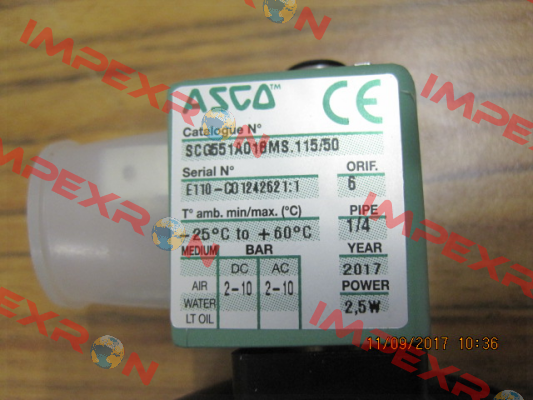 ASCO™ CE
Catalogue N°
SCG551A018MS.115/50
Serial N° ORIF.
E110-C01242621:1 6
T° amb. min/max. (°C) PIPE
-25°C to +60°C 1/4
MEDIUM BAR YEAR
DC AC 2017
AIR 2-10 2-10 POWER
WATER 2,5W
LT OIL
11/09/2017 10:36
IMPEXRON
IMPEXRON
IMPEXRON
IMPEXRON
IMPEXRON